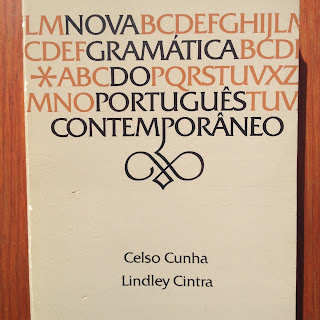 LMNOVABCDEFGHIJLM
CDEFGRAMÁTICABCDI
*ABCDOPQRSTUVXZ
MNOPORTUGUÊSTUV
CONTEMPORÂNEO
Celso Cunha
Lindley Cintra